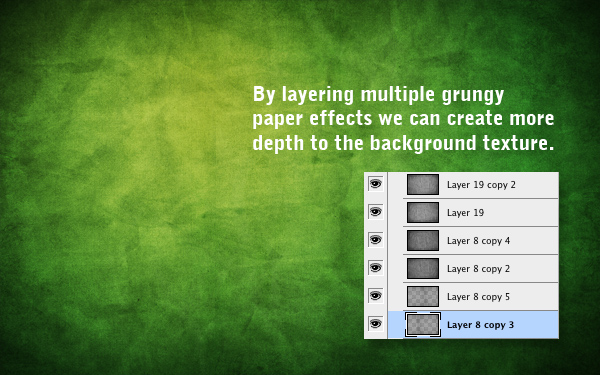 By layering multiple grungy
paper effects we can create more
depth to the background texture.
Layer 19 copy 2
Layer 19
Layer 8 copy 4
Layer 8 copy 2
Layer 8 copy 5
Layer 8 copy 3